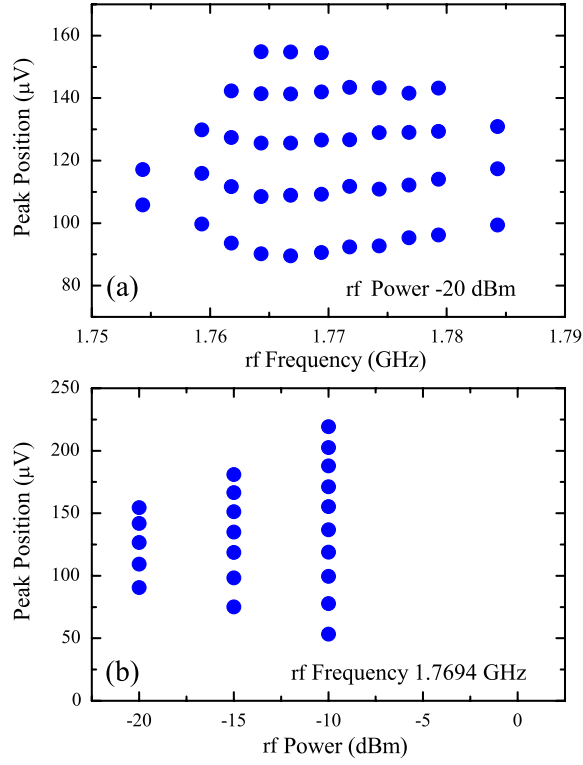 160
140
120
100
80
Peak Position (µV)
(a)
rf Power -20 dBm
1.75
1.76
1.77
1.78
1.79
rf Frequency (GHz)
250
200
150
100
50
0
Peak Position (µV)
(b)
rf Frequency 1.7694 GHz
-20
-15
-10
-5
0
rf Power (dBm)